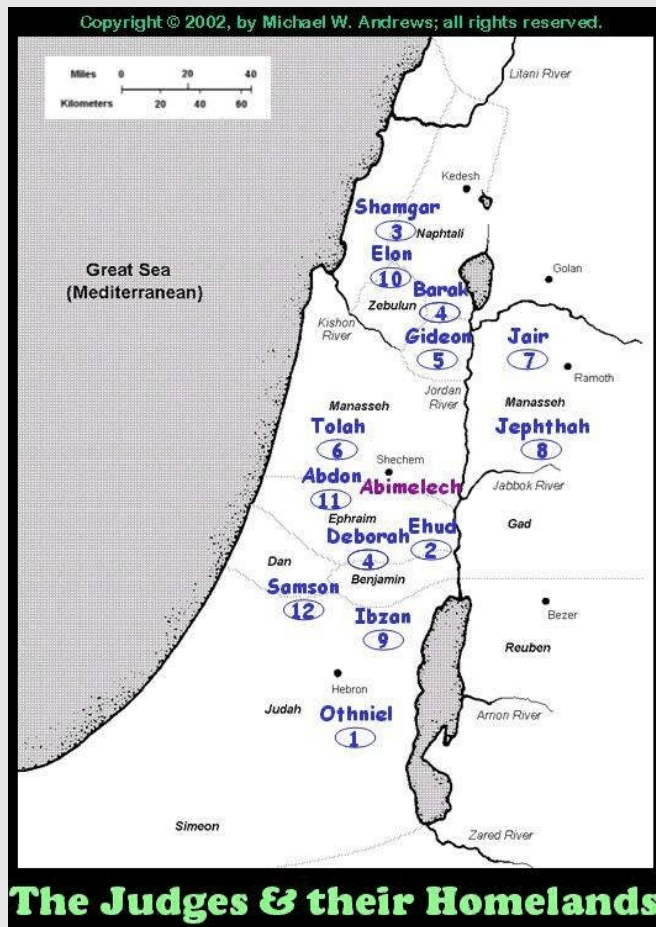 Copyright © 2002, by Michael W. Andrews; all rights reserved.
Miles 0 20 40
Kilometers 20 40 60
Litani River
Kedesh
Shamgar
3
Naphtali
Elon
10
Great Sea
(Mediterranean)
Golan
Barak
4
Zebulun
Kishon
River
Gideon
5
Jair
7
Ramoth
Jordan
River
Manasseh
Manasseh
Tolah
6
Jephthah
8
Shechem
Abdon
11
Abimelech
Jabbok River
Ephraim
Ehud
2
Gad
Deborah
4
Dan
Benjamin
Samson
12
Ibzan
9
Bezer
Reuben
Hebron
Judah
Othniel
1
Arnon River
Simeon
Zared River
The Judges & their Homelands